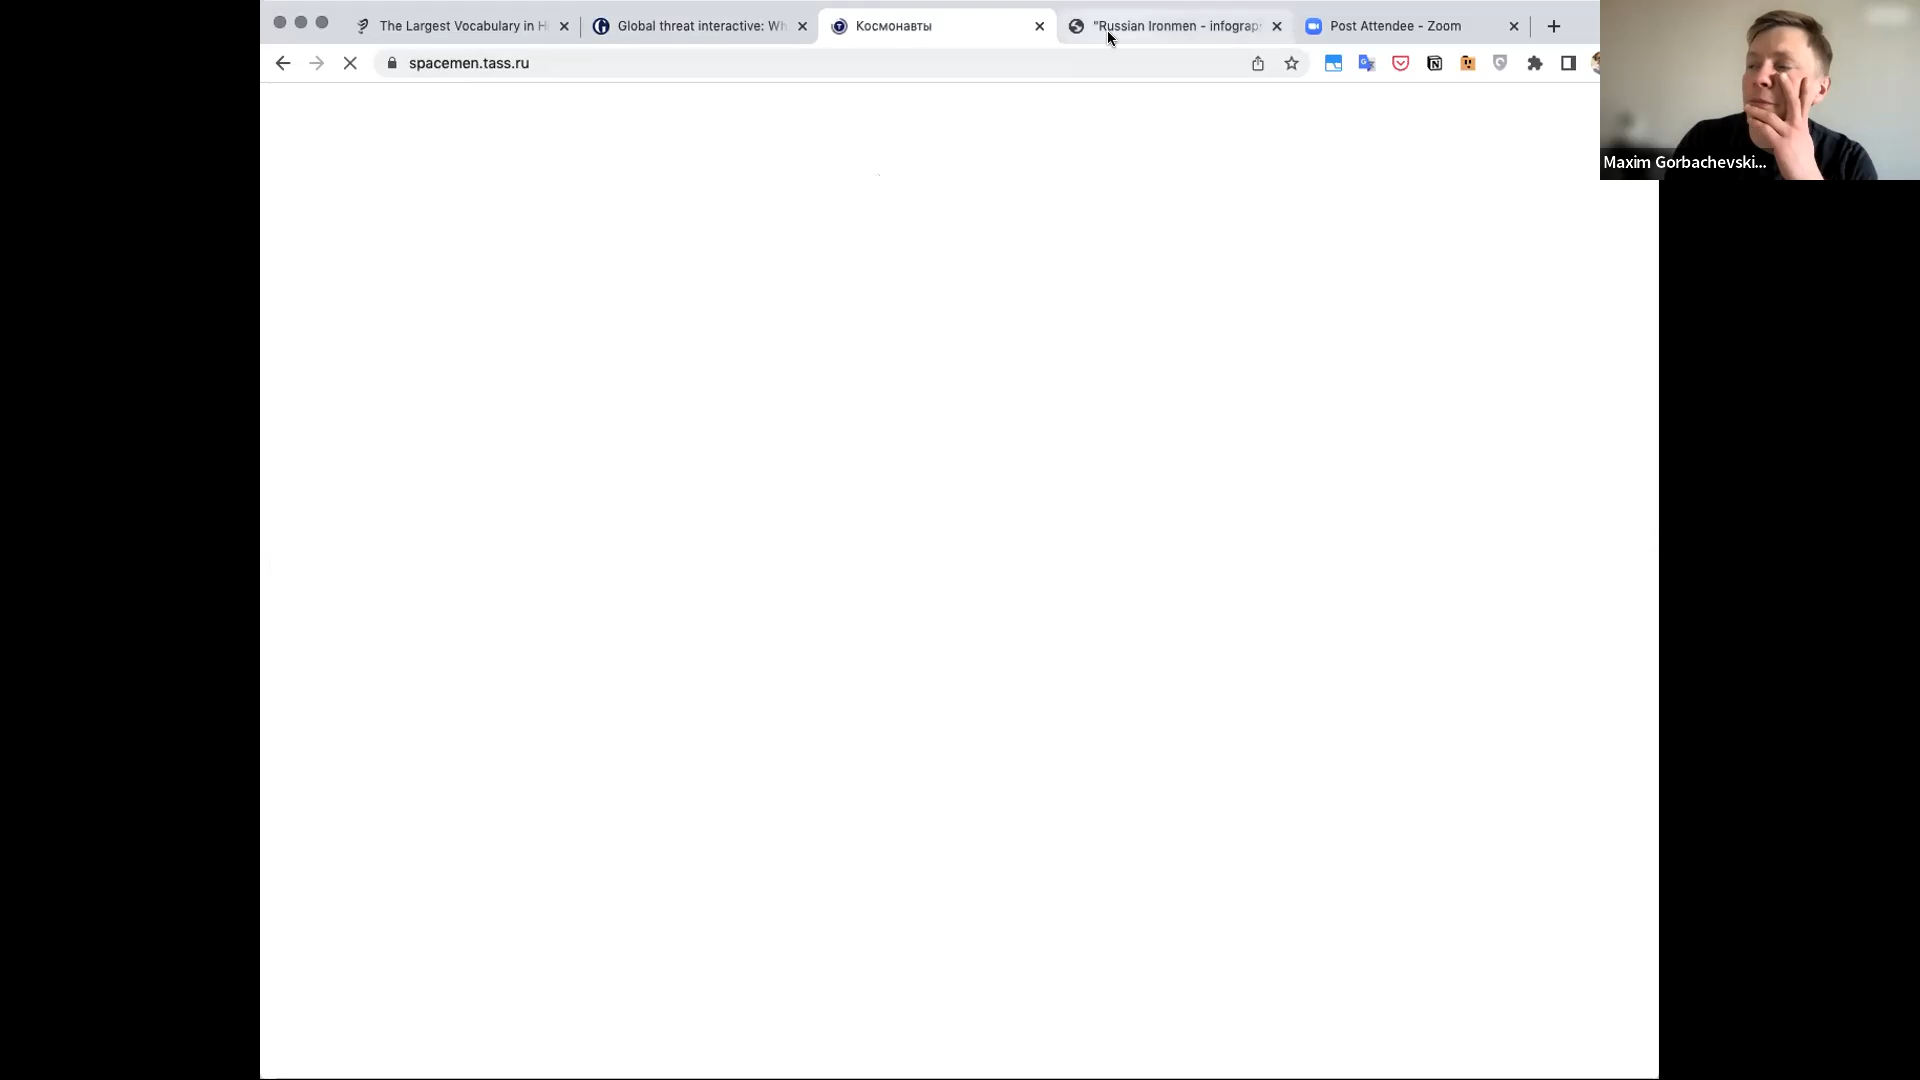 The Largest Vocabulary in H
Global threat interactive: Wh
Космонавты
"Russian Ironmen - infograp
Post Attendee - Zoom
spacemen.tass.ru
Maxim Gorbachevski...